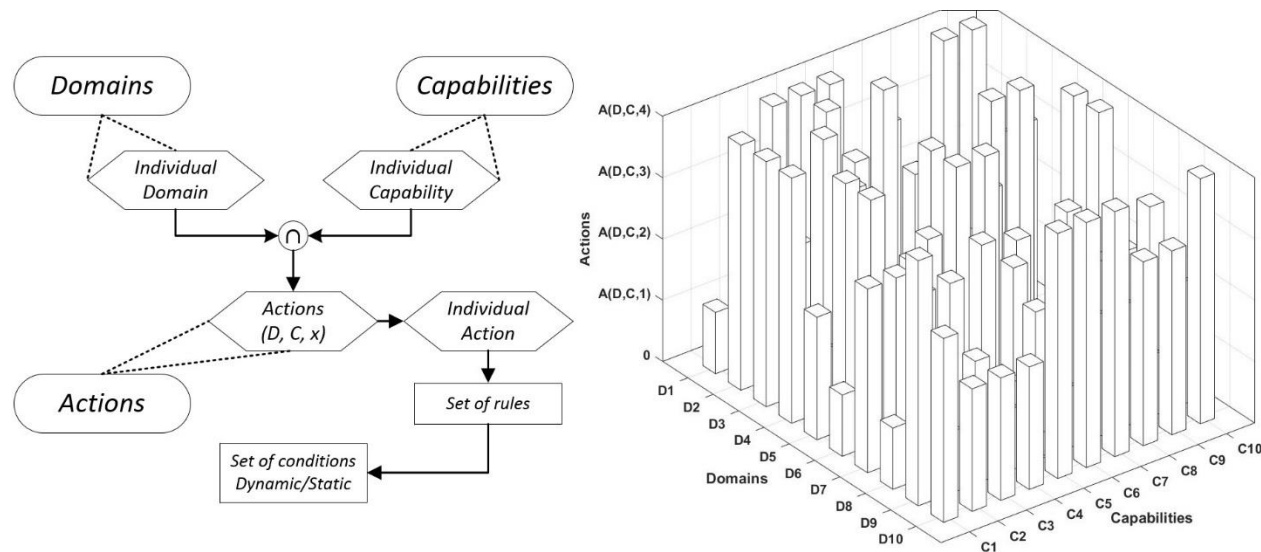 Domains
Capabilities
Individual
Domain
Individual
Capability
∩
Actions
(D, C, x)
Individual
Action
Actions
Set of rules
Set of conditions
Dynamic/Static
A(D,C,4)
A(D,C,3)
A(D,C,2)
A(D,C,1)
0
Actions
D1
D2
D3
D4
D5
D6
D7
D8
D9
D10
Domains
C1
C2
C3
C4
C5
C6
C7
C8
C9
C10
Capabilities